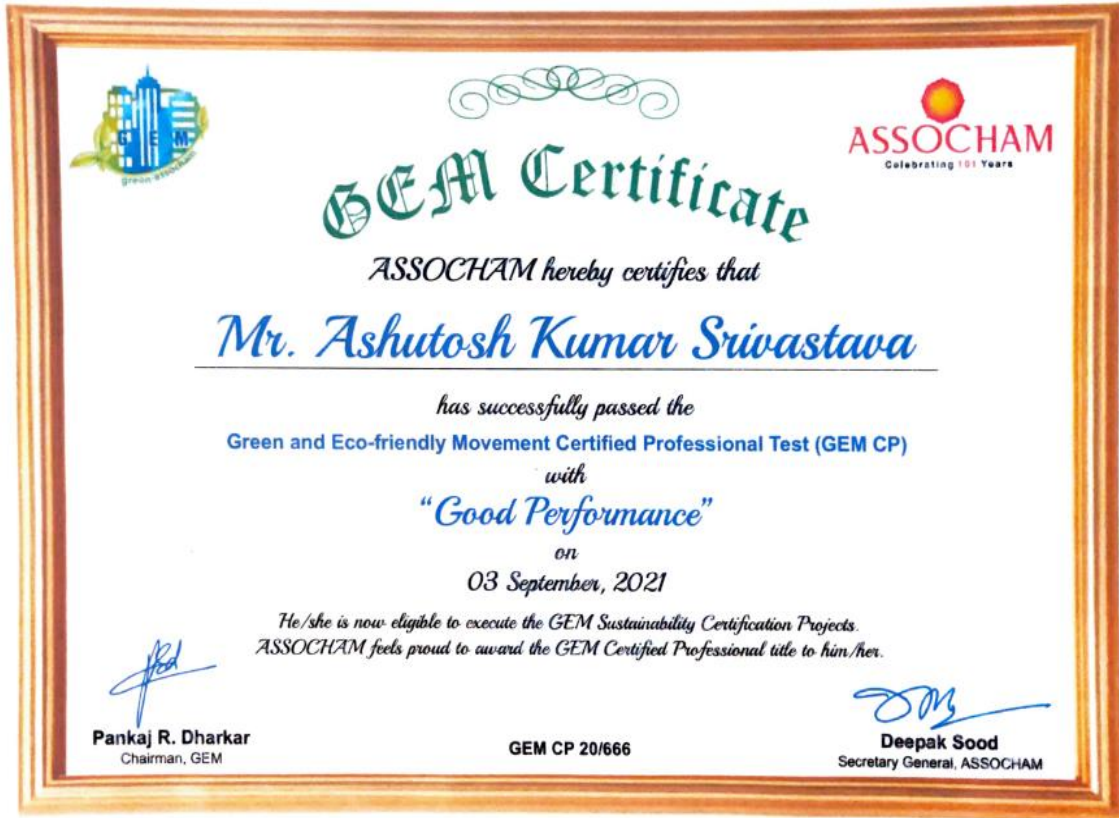 G E M
green-assocham
ASSOCHAM
Celebrating 101 Years
GEM Certificate
ASSOCHAM hereby certifies that
Mr. Ashutosh Kumar Srivastava
has successfully passed the
Green and Eco-friendly Movement Certified Professional Test (GEM CP)
with
“Good Performance”
on
03 September, 2021
He/she is now eligible to execute the GEM Sustainability Certification Projects.
ASSOCHAM feels proud to award the GEM Certified Professional title to him/her.
Pankaj R. Dharkar
Chairman, GEM
GEM CP 20/666
Deepak Sood
Secretary General, ASSOCHAM